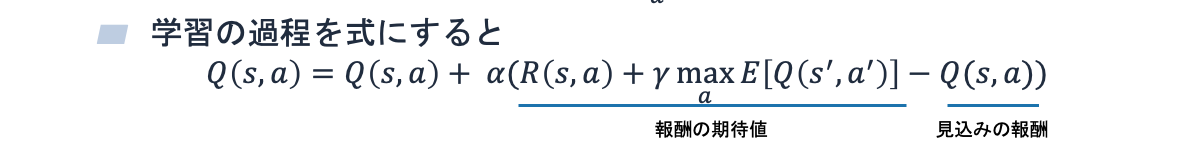 学習の過程を式にすると
Q(s,a) = Q(s,a) + α(R(s,a) + γ max E[Q(s′,a′)] − Q(s,a))
a
報酬の期待値 見込みの報酬